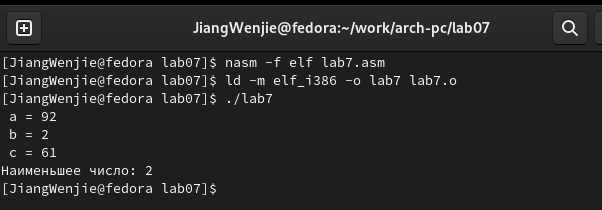 JiangWenjie@fedora:~/work/arch-pc/lab07
[JiangWenjie@fedora lab07]$ nasm -f elf lab7.asm
[JiangWenjie@fedora lab07]$ ld -m elf_i386 -o lab7 lab7.o
[JiangWenjie@fedora lab07]$ ./lab7
a = 92
b = 2
c = 61
Наименьшее число: 2
[JiangWenjie@fedora lab07]$